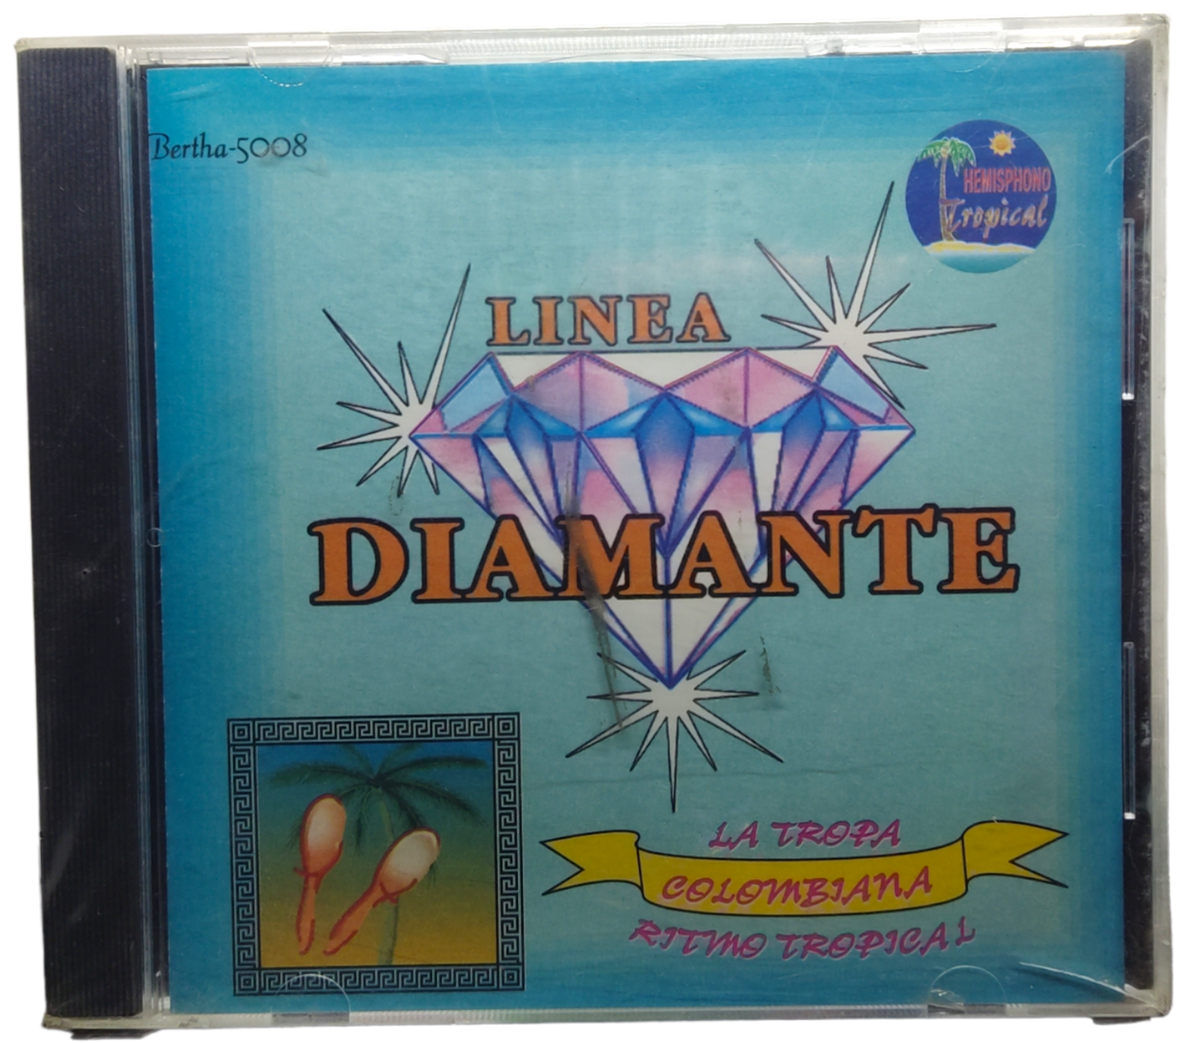 Bertha-5008
HEMISPHONO
Tropical
LINEA
DIAMANTE
LA TROPA
COLOMBIANA
RITMO TROPICAL